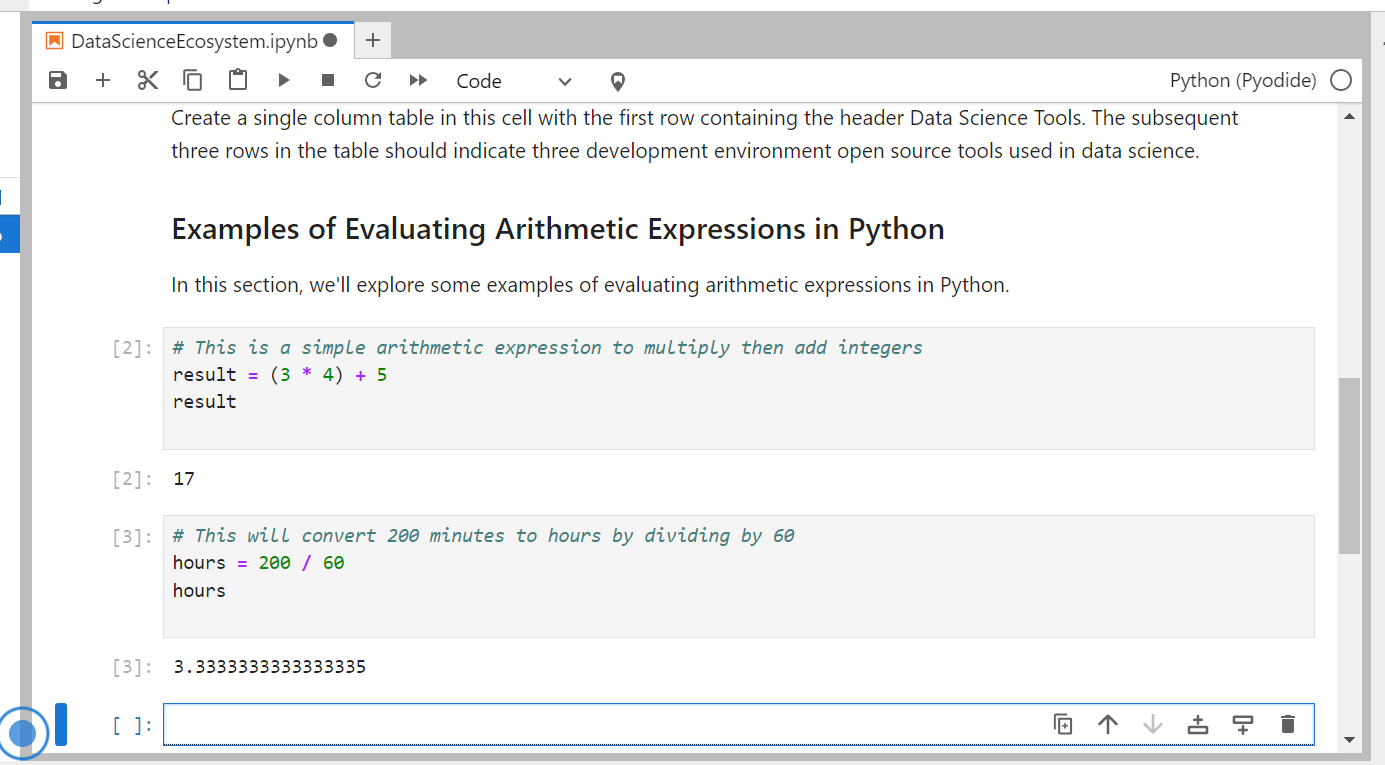 DataScienceEcosystem.ipynb
Code
Python (Pyodide)
Create a single column table in this cell with the first row containing the header Data Science Tools. The subsequent
three rows in the table should indicate three development environment open source tools used in data science.
Examples of Evaluating Arithmetic Expressions in Python
In this section, we'll explore some examples of evaluating arithmetic expressions in Python.
[2]: # This is a simple arithmetic expression to multiply then add integers
result = (3 * 4) + 5
result
[2]: 17
[3]: # This will convert 200 minutes to hours by dividing by 60
hours = 200 / 60
hours
[3]: 3.3333333333333335
[ ]: